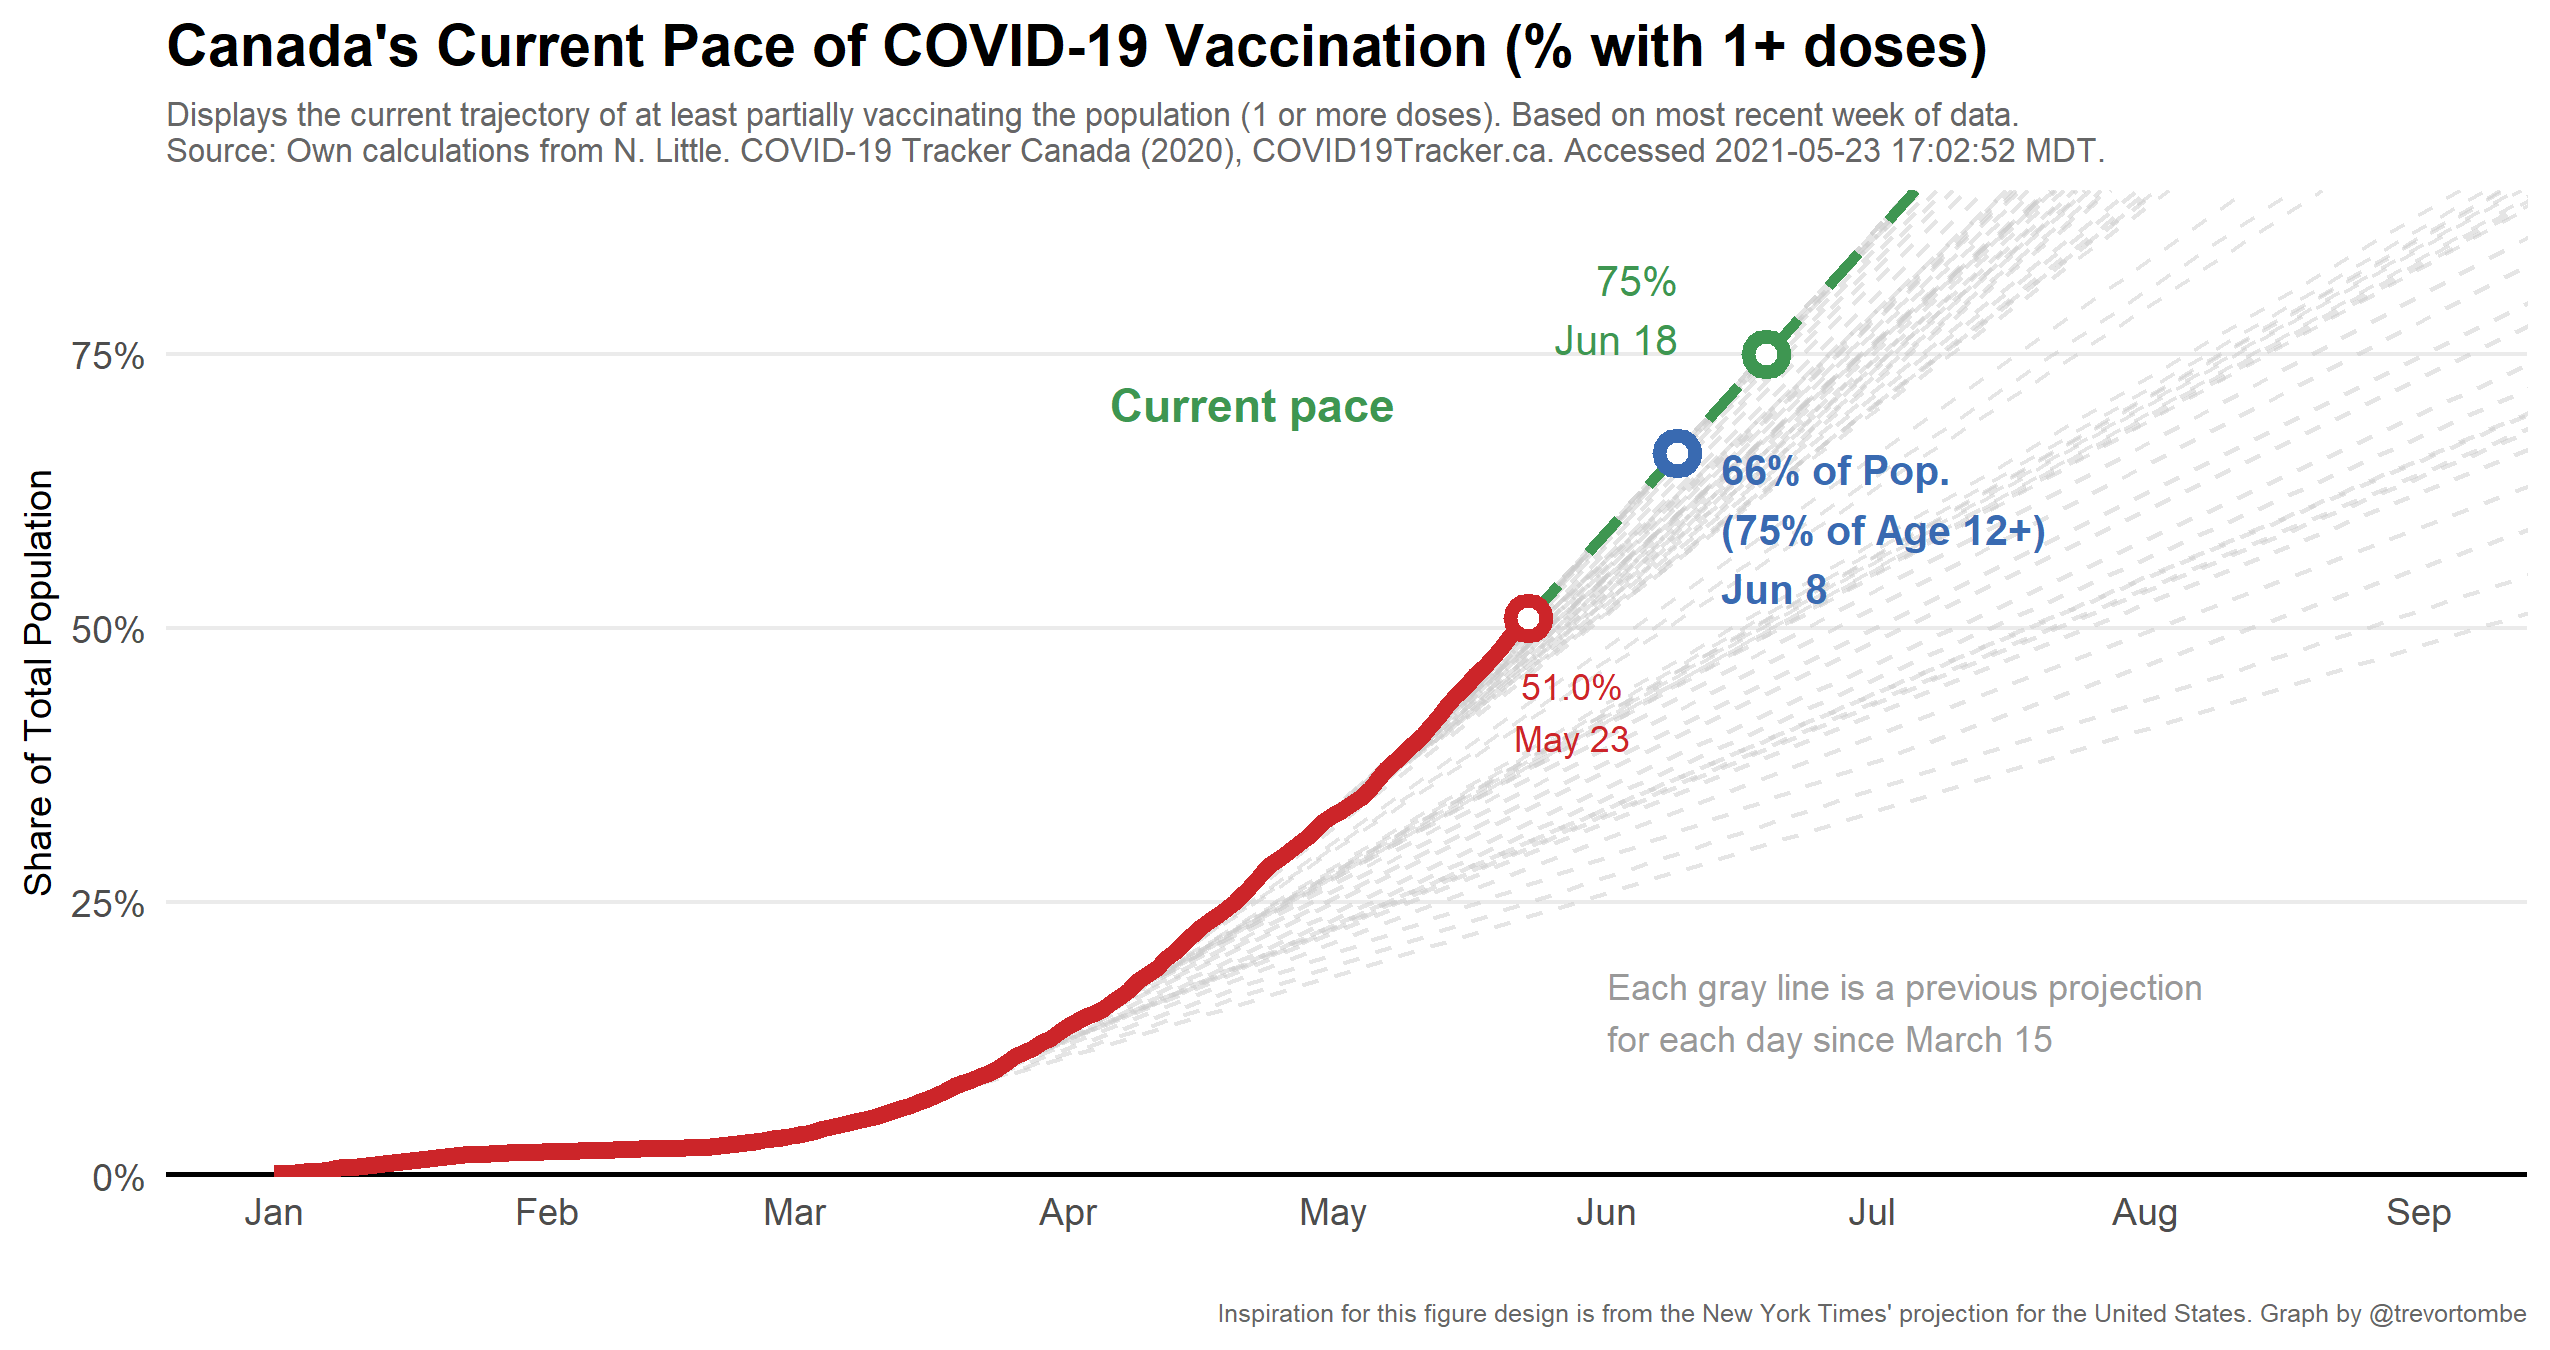 Canada's Current Pace of COVID-19 Vaccination (% with 1+ doses)
Displays the current trajectory of at least partially vaccinating the population (1 or more doses). Based on most recent week of data.
Source: Own calculations from N. Little. COVID-19 Tracker Canada (2020), COVID19Tracker.ca. Accessed 2021-05-23 17:02:52 MDT.
75%
Jun 18
75%
Current pace
66% of Pop.
(75% of Age 12+)
Jun 8
Share of Total Population
50%
51.0%
May 23
25%
Each gray line is a previous projection
for each day since March 15
0%
Jan Feb Mar Apr May Jun Jul Aug Sep
Inspiration for this figure design is from the New York Times' projection for the United States. Graph by @trevortombe